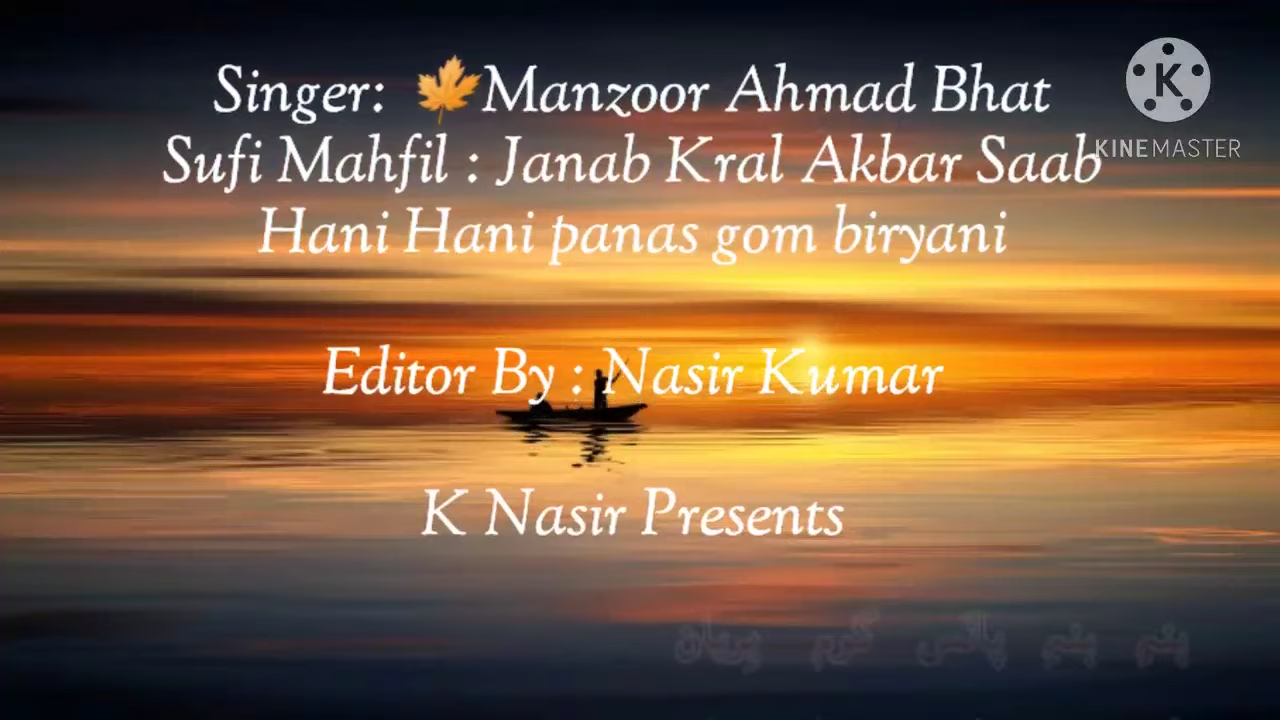 Singer: 🍁Manzoor Ahmad Bhat
Sufi Mahfil : Janab Kral Akbar Saab
Hani Hani panas gom biryani
Editor By : Nasir Kumar
K Nasir Presents
KINEMASTER